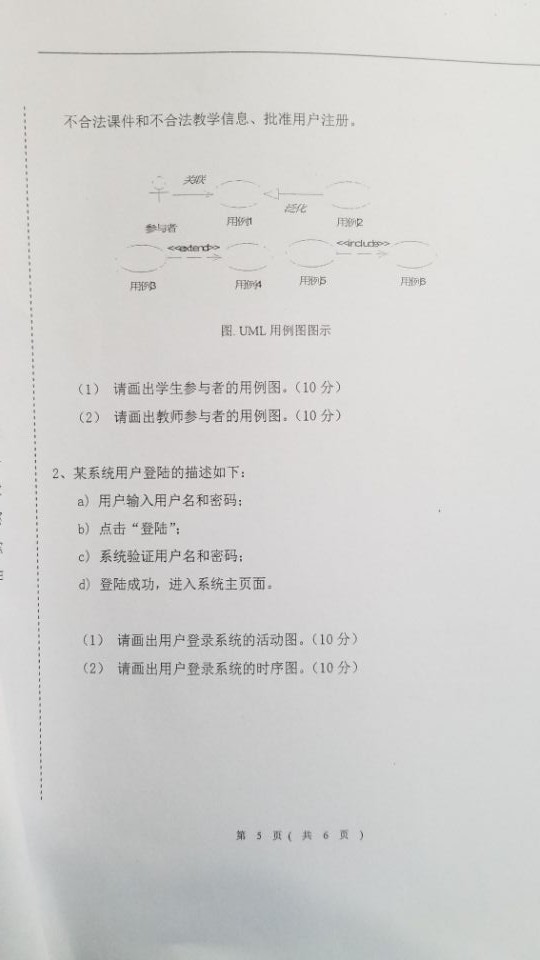 不合法课件和不合法教学信息、批准用户注册。
关联
泛化
参与者
用例1
用例2
<<extend>>
<<include>>
用例3
用例4
用例5
用例6
图. UML 用例图图示
（1） 请画出学生参与者的用例图。（10 分）
（2） 请画出教师参与者的用例图。（10 分）
2、某系统用户登陆的描述如下：
a) 用户输入用户名和密码；
b) 点击“登陆”；
c) 系统验证用户名和密码；
d) 登陆成功，进入系统主页面。
（1） 请画出用户登录系统的活动图。（10 分）
（2） 请画出用户登录系统的时序图。（10 分）
第 5 页（ 共 6 页 ）